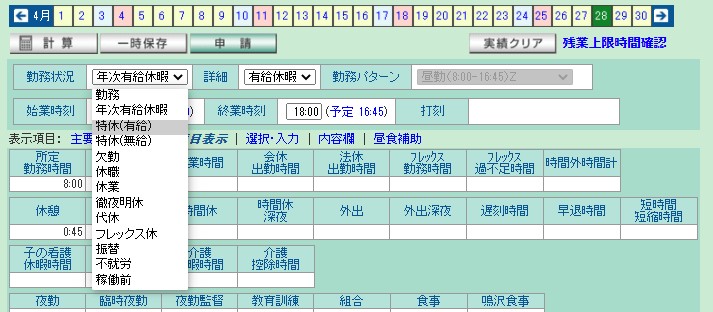 4月 1 2 3 4 5 6 7 8 9 10 11 12 13 14 15 16 17 18 19 20 21 22 23 24 25 26 27 28 29 30
計算 一時保存 申請 実績クリア 残業上限時間確認
勤務状況 年次有給休暇 詳細 有給休暇 勤務パターン 昼勤(8:00-16:45)Z
始業時刻 終業時刻 18:00 (予定 16:45) 打刻
勤務
年次有給休暇
特休(有給)
特休(無給)
欠勤
休職
休業
徹夜明休
代休
フレックス休
振替
不就労
稼働前
表示項目: 主要 目表示 | 選択・入力 | 内容欄 | 昼食補助
所定勤務時間 業時間 会休出勤時間 法休出勤時間 フレックス勤務時間 フレックス過不足時間 時間外時間計
8:00
休憩 時間休 時間休深夜 外出 外出深夜 遅刻時間 早退時間 短時間短縮時間
0:45
子の看護休暇時間 介護暇時間 介護控除時間
夜勤 臨時夜勤 夜勤監督 教育訓練 組合 食事 鳴沢食事